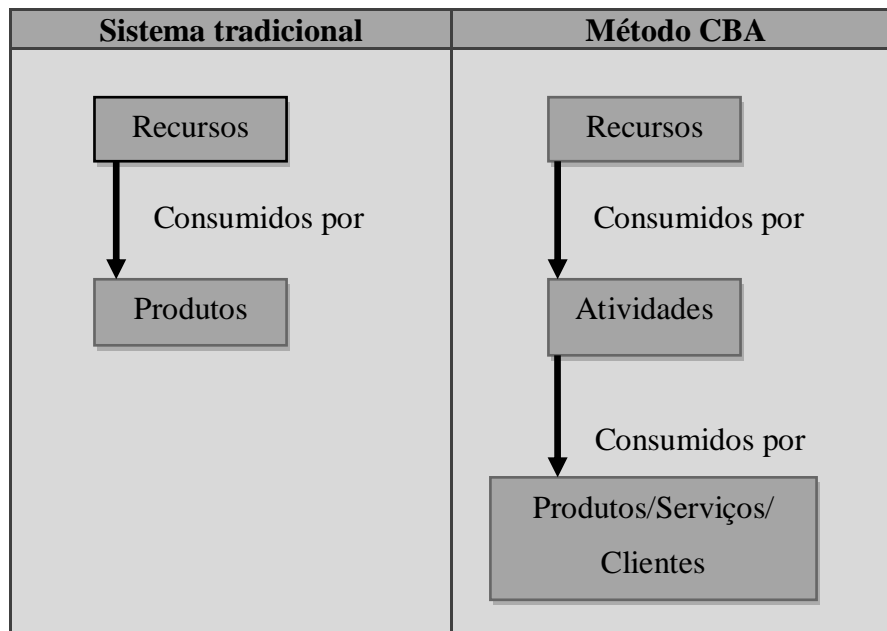 Sistema tradicional
Recursos
Consumidos por
Produtos
Método CBA
Recursos
Consumidos por
Atividades
Consumidos por
Produtos/Serviços/
Clientes